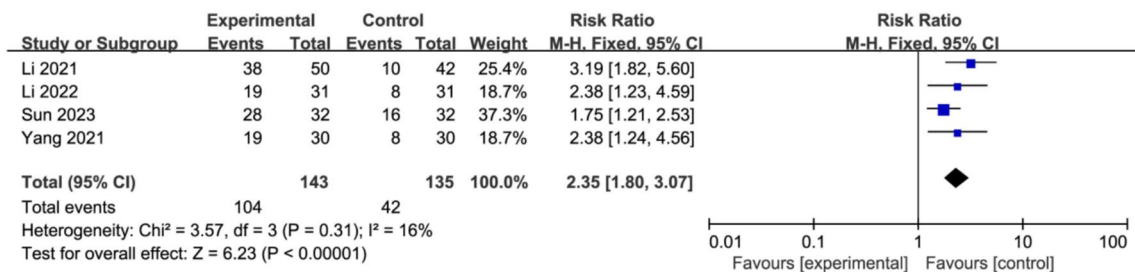 Experimental Control Risk Ratio Risk Ratio
Study or Subgroup Events Total Events Total Weight M-H, Fixed, 95% CI M-H, Fixed, 95% CI
Li 2021 38 50 10 42 25.4% 3.19 [1.82, 5.60]
Li 2022 19 31 8 31 18.7% 2.38 [1.23, 4.59]
Sun 2023 28 32 16 32 37.3% 1.75 [1.21, 2.53]
Yang 2021 19 30 8 30 18.7% 2.38 [1.24, 4.56]
Total (95% CI) 143 135 100.0% 2.35 [1.80, 3.07]
Total events 104 42
Heterogeneity: Chi² = 3.57, df = 3 (P = 0.31); I² = 16%
Test for overall effect: Z = 6.23 (P < 0.00001)
0.01 0.1 1 10 100
Favours [experimental] Favours [control]